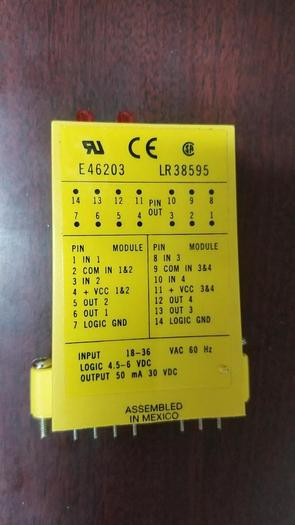 CE
E46203 LR38595
14 13 12 11 PIN OUT 10 9 8
7 6 5 4 3 2 1
PIN MODULE
1 IN 1
2 COM IN 1&2
3 IN 2
4 + VCC 1&2
5 OUT 2
6 OUT 1
7 LOGIC GND
PIN MODULE
8 IN 3
9 COM IN 3&4
10 IN 4
11 + VCC 3&4
12 OUT 4
13 OUT 3
14 LOGIC GND
INPUT 18-36 VAC 60 Hz
LOGIC 4.5-6 VDC
OUTPUT 50 mA 30 VDC
ASSEMBLED
IN MEXICO